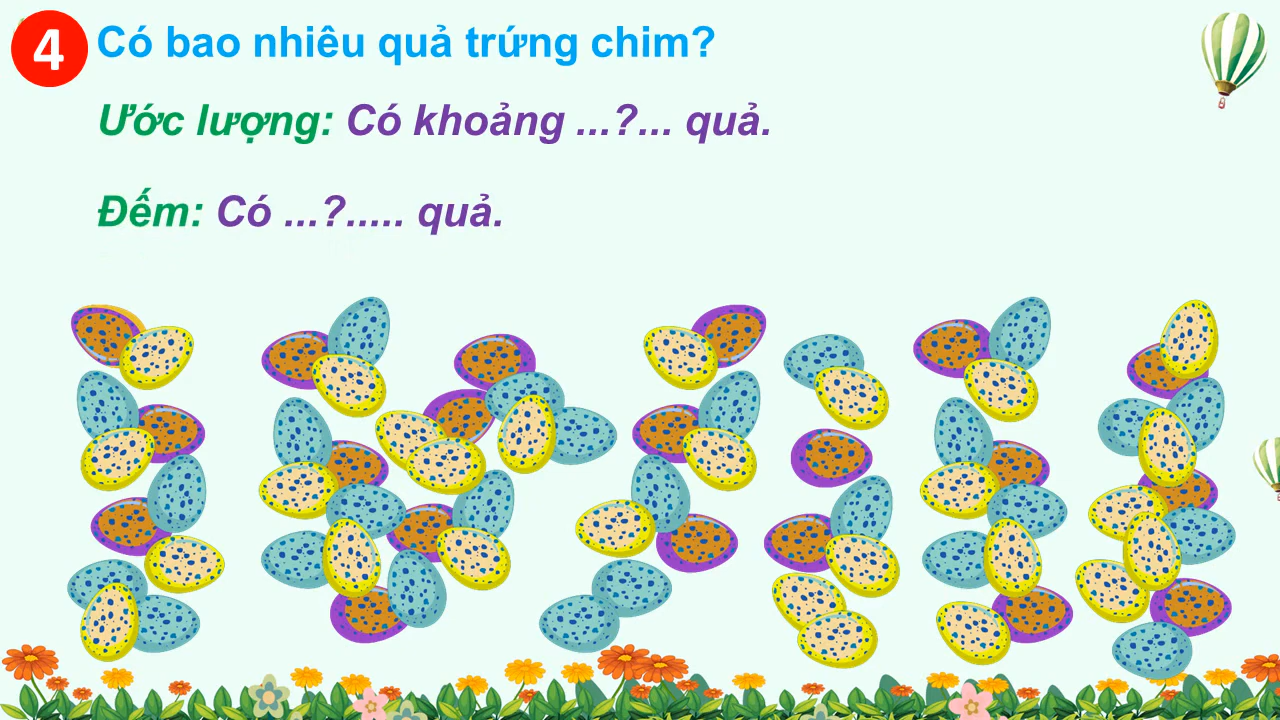 4 Có bao nhiêu quả trứng chim?
Ước lượng: Có khoảng ...?... quả.
Đếm: Có ...?..... quả.